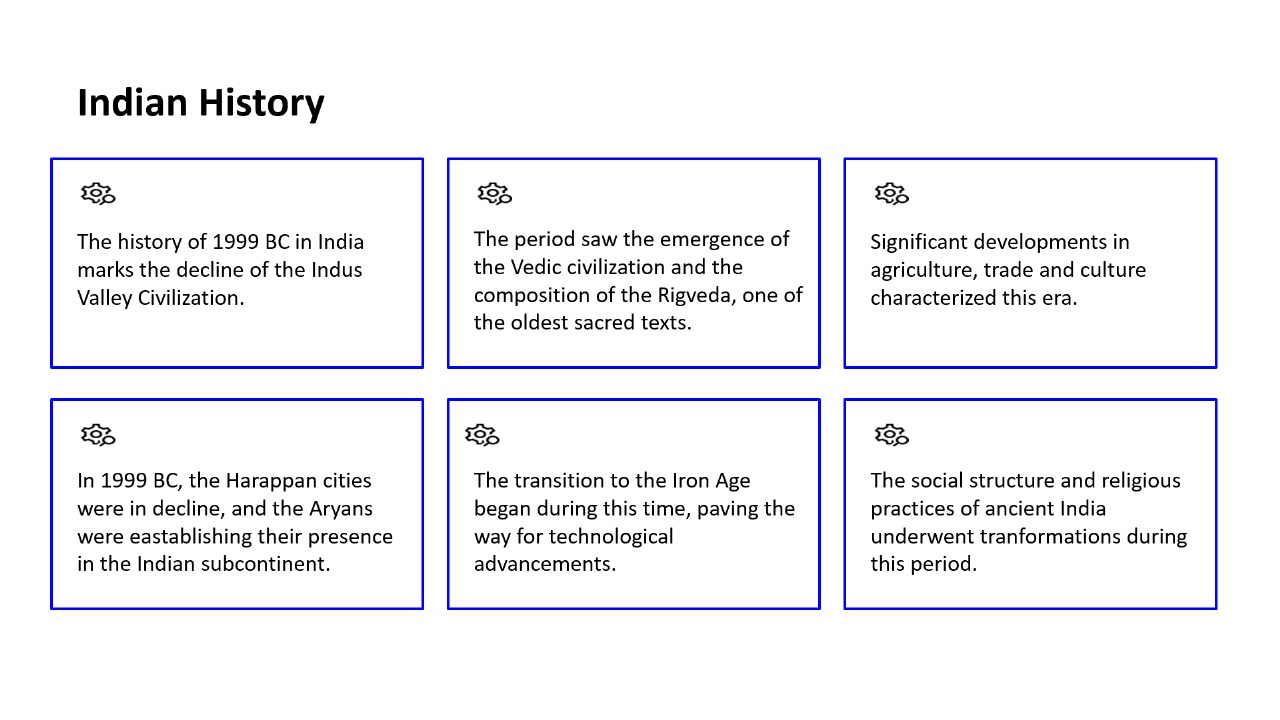 Indian History
The history of 1999 BC in India
marks the decline of the Indus
Valley Civilization.
The period saw the emergence of
the Vedic civilization and the
composition of the Rigveda, one of
the oldest sacred texts.
Significant developments in
agriculture, trade and culture
characterized this era.
In 1999 BC, the Harappan cities
were in decline, and the Aryans
were eastablishing their presence
in the Indian subcontinent.
The transition to the Iron Age
began during this time, paving the
way for technological
advancements.
The social structure and religious
practices of ancient India
underwent tranformations during
this period.